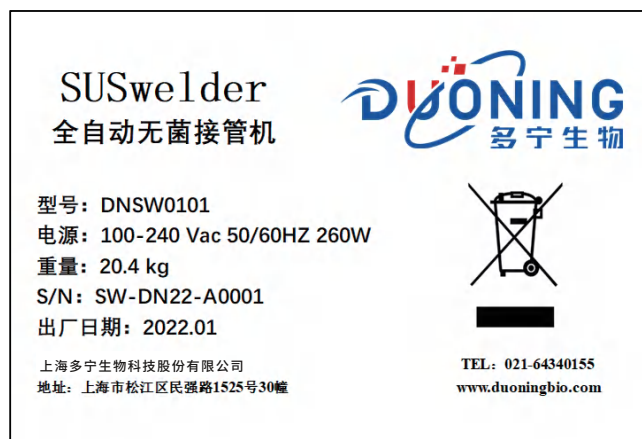 SUSwelder
全自动无菌接管机
DUONING
多宁生物
型号：DNSW0101
电源：100-240 Vac 50/60HZ 260W
重量：20.4 kg
S/N：SW-DN22-A0001
出厂日期：2022.01
上海多宁生物科技股份有限公司
地址：上海市松江区民强路1525号30幢
TEL：021-64340155
www.duoningbio.com